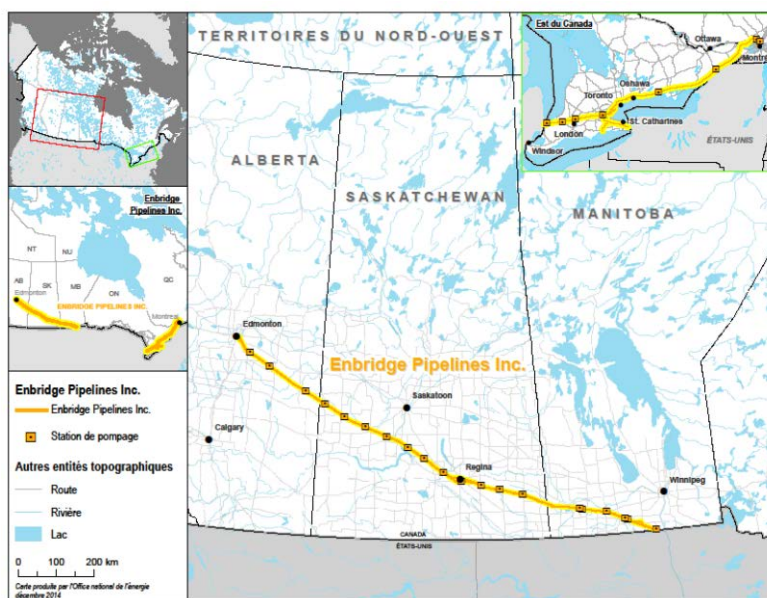 TERRITOIRES DU NORD-OUEST
ALBERTA
SASKATCHEWAN
MANITOBA
Edmonton
Enbridge Pipelines Inc.
Saskatoon
Calgary
Regina
Winnipeg
CANADA
ÉTATS-UNIS
Est du Canada
Ottawa
Montréal
Oshawa
Toronto
St. Catharines
London
Windsor
ÉTATS-UNIS
Enbridge
Pipelines Inc.
NT
NU
AB
SK
MB
ON
QC
Edmonton
ENBRIDGE PIPELINES INC.
Montreal
Enbridge Pipelines Inc.
Enbridge Pipelines Inc.
Station de pompage
Autres entités topographiques
Route
Rivière
Lac
0 100 200 km
Carte produite par l'Office national de l'énergie
décembre 2014